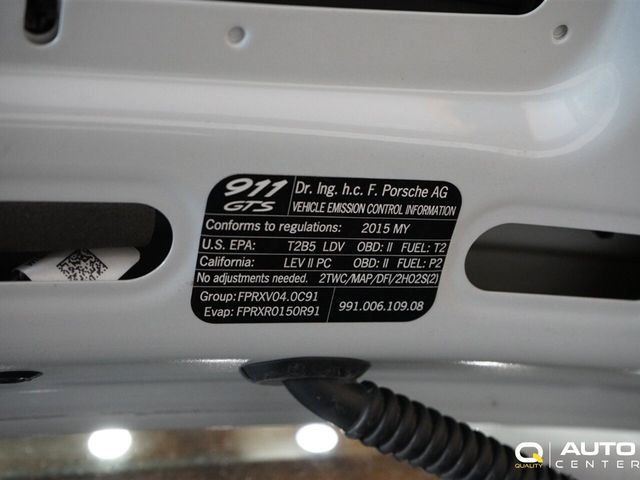 911 GTS
Dr. Ing. h.c. F. Porsche AG
VEHICLE EMISSION CONTROL INFORMATION
Conforms to regulations: 2015 MY
U.S. EPA: T2B5 LDV OBD: II FUEL: T2
California: LEV II PC OBD: II FUEL: P2
No adjustments needed. 2TWC/MAP/DFI/2HO2S(2)
Group: FPRXV04.0C91
Evap: FPRXR0150R91
991.006.109.08
Q QUALITY AUTO CENTER